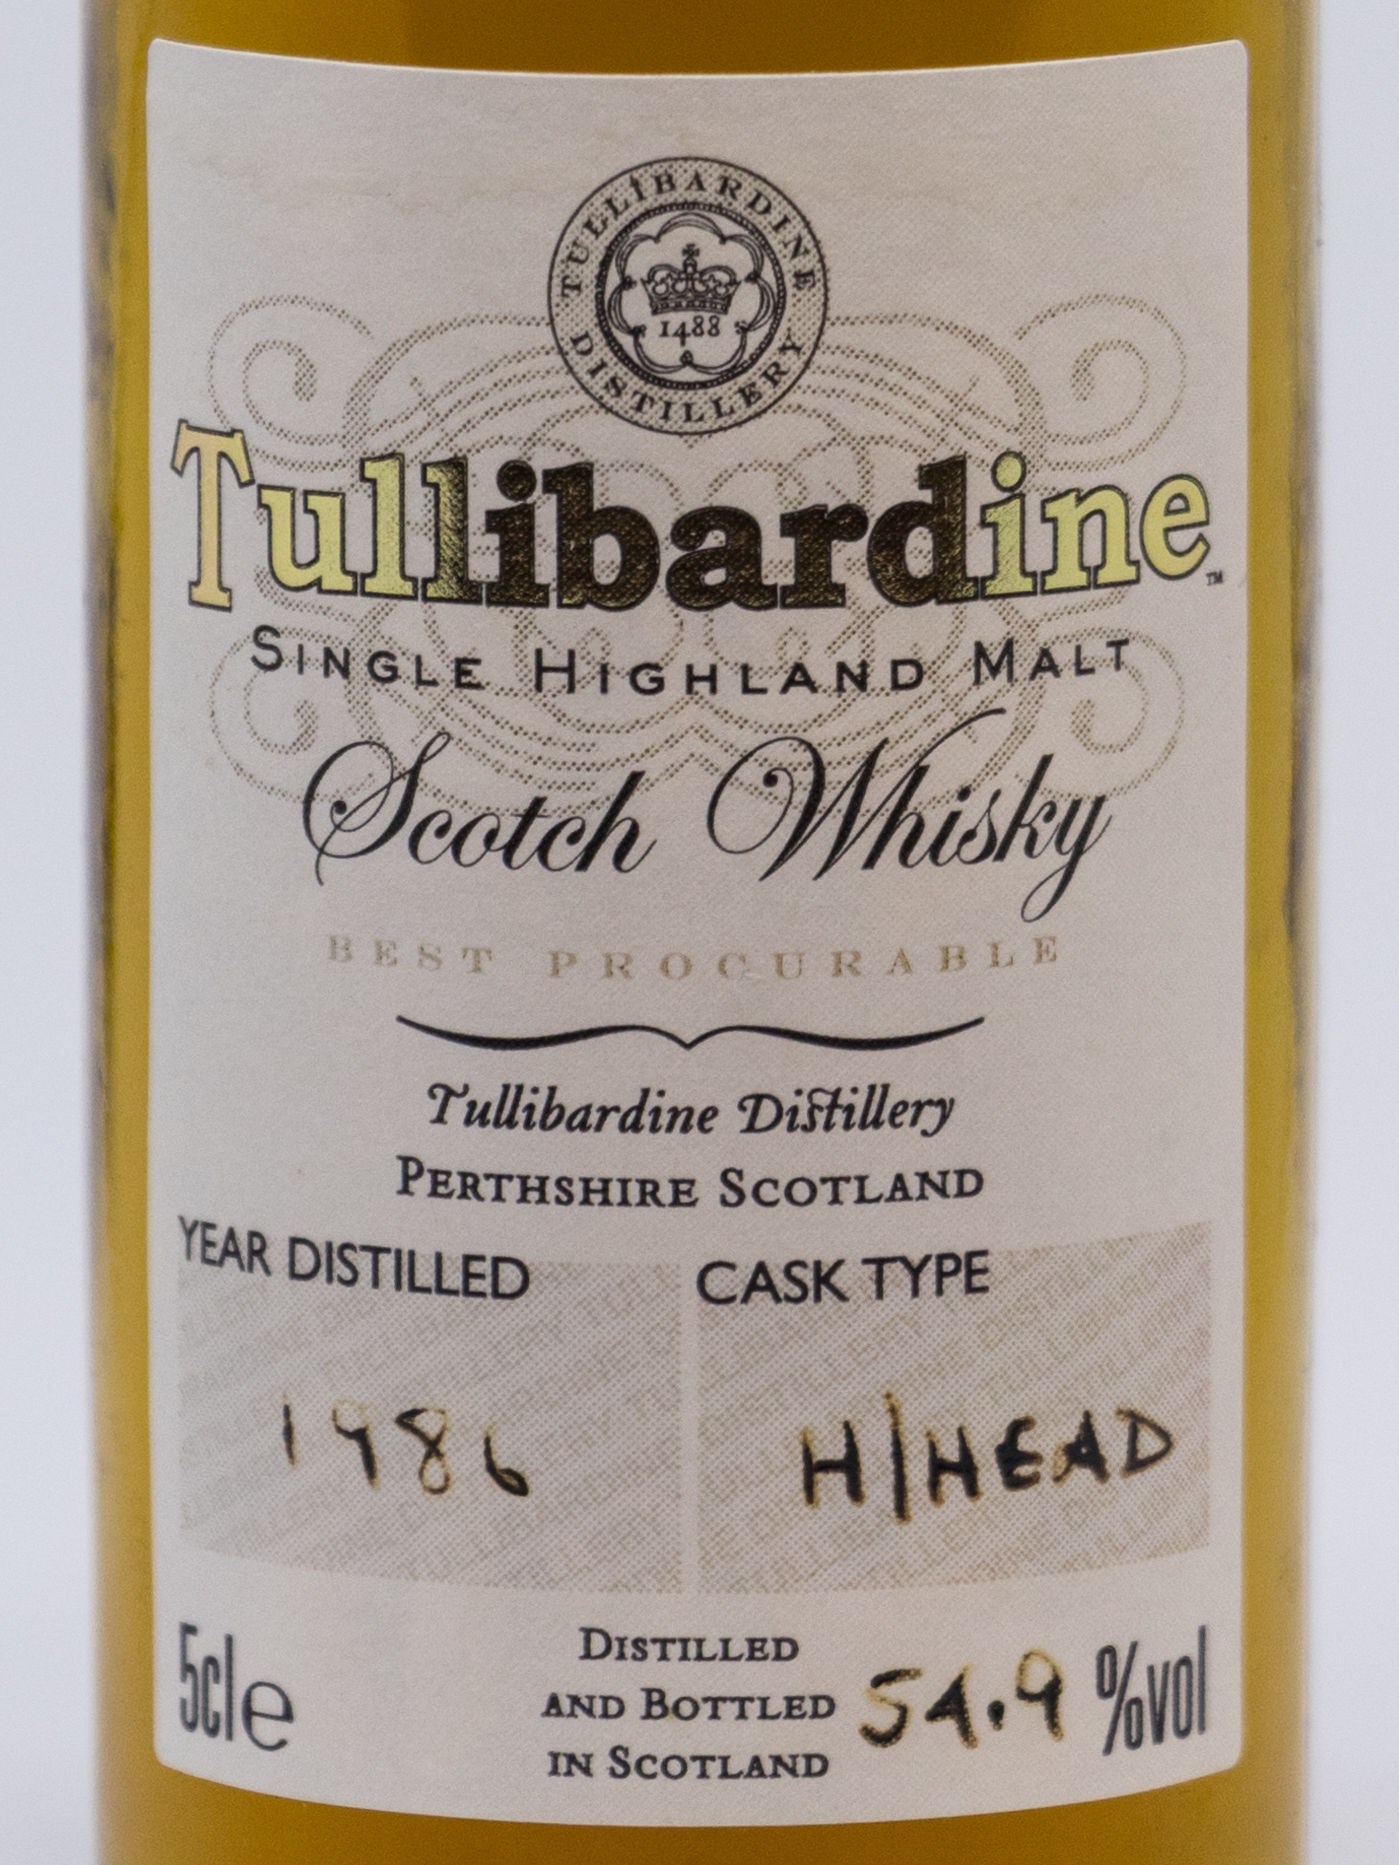 TULLIBARDINE
1488
DISTILLERY
Tullibardine™
SINGLE HIGHLAND MALT
Scotch Whisky
BEST PROCURABLE
Tullibardine Distillery
PERTHSHIRE SCOTLAND
YEAR DISTILLED
1986
CASK TYPE
H/HEAD
5cl e
DISTILLED
AND BOTTLED
IN SCOTLAND
54.9 %vol